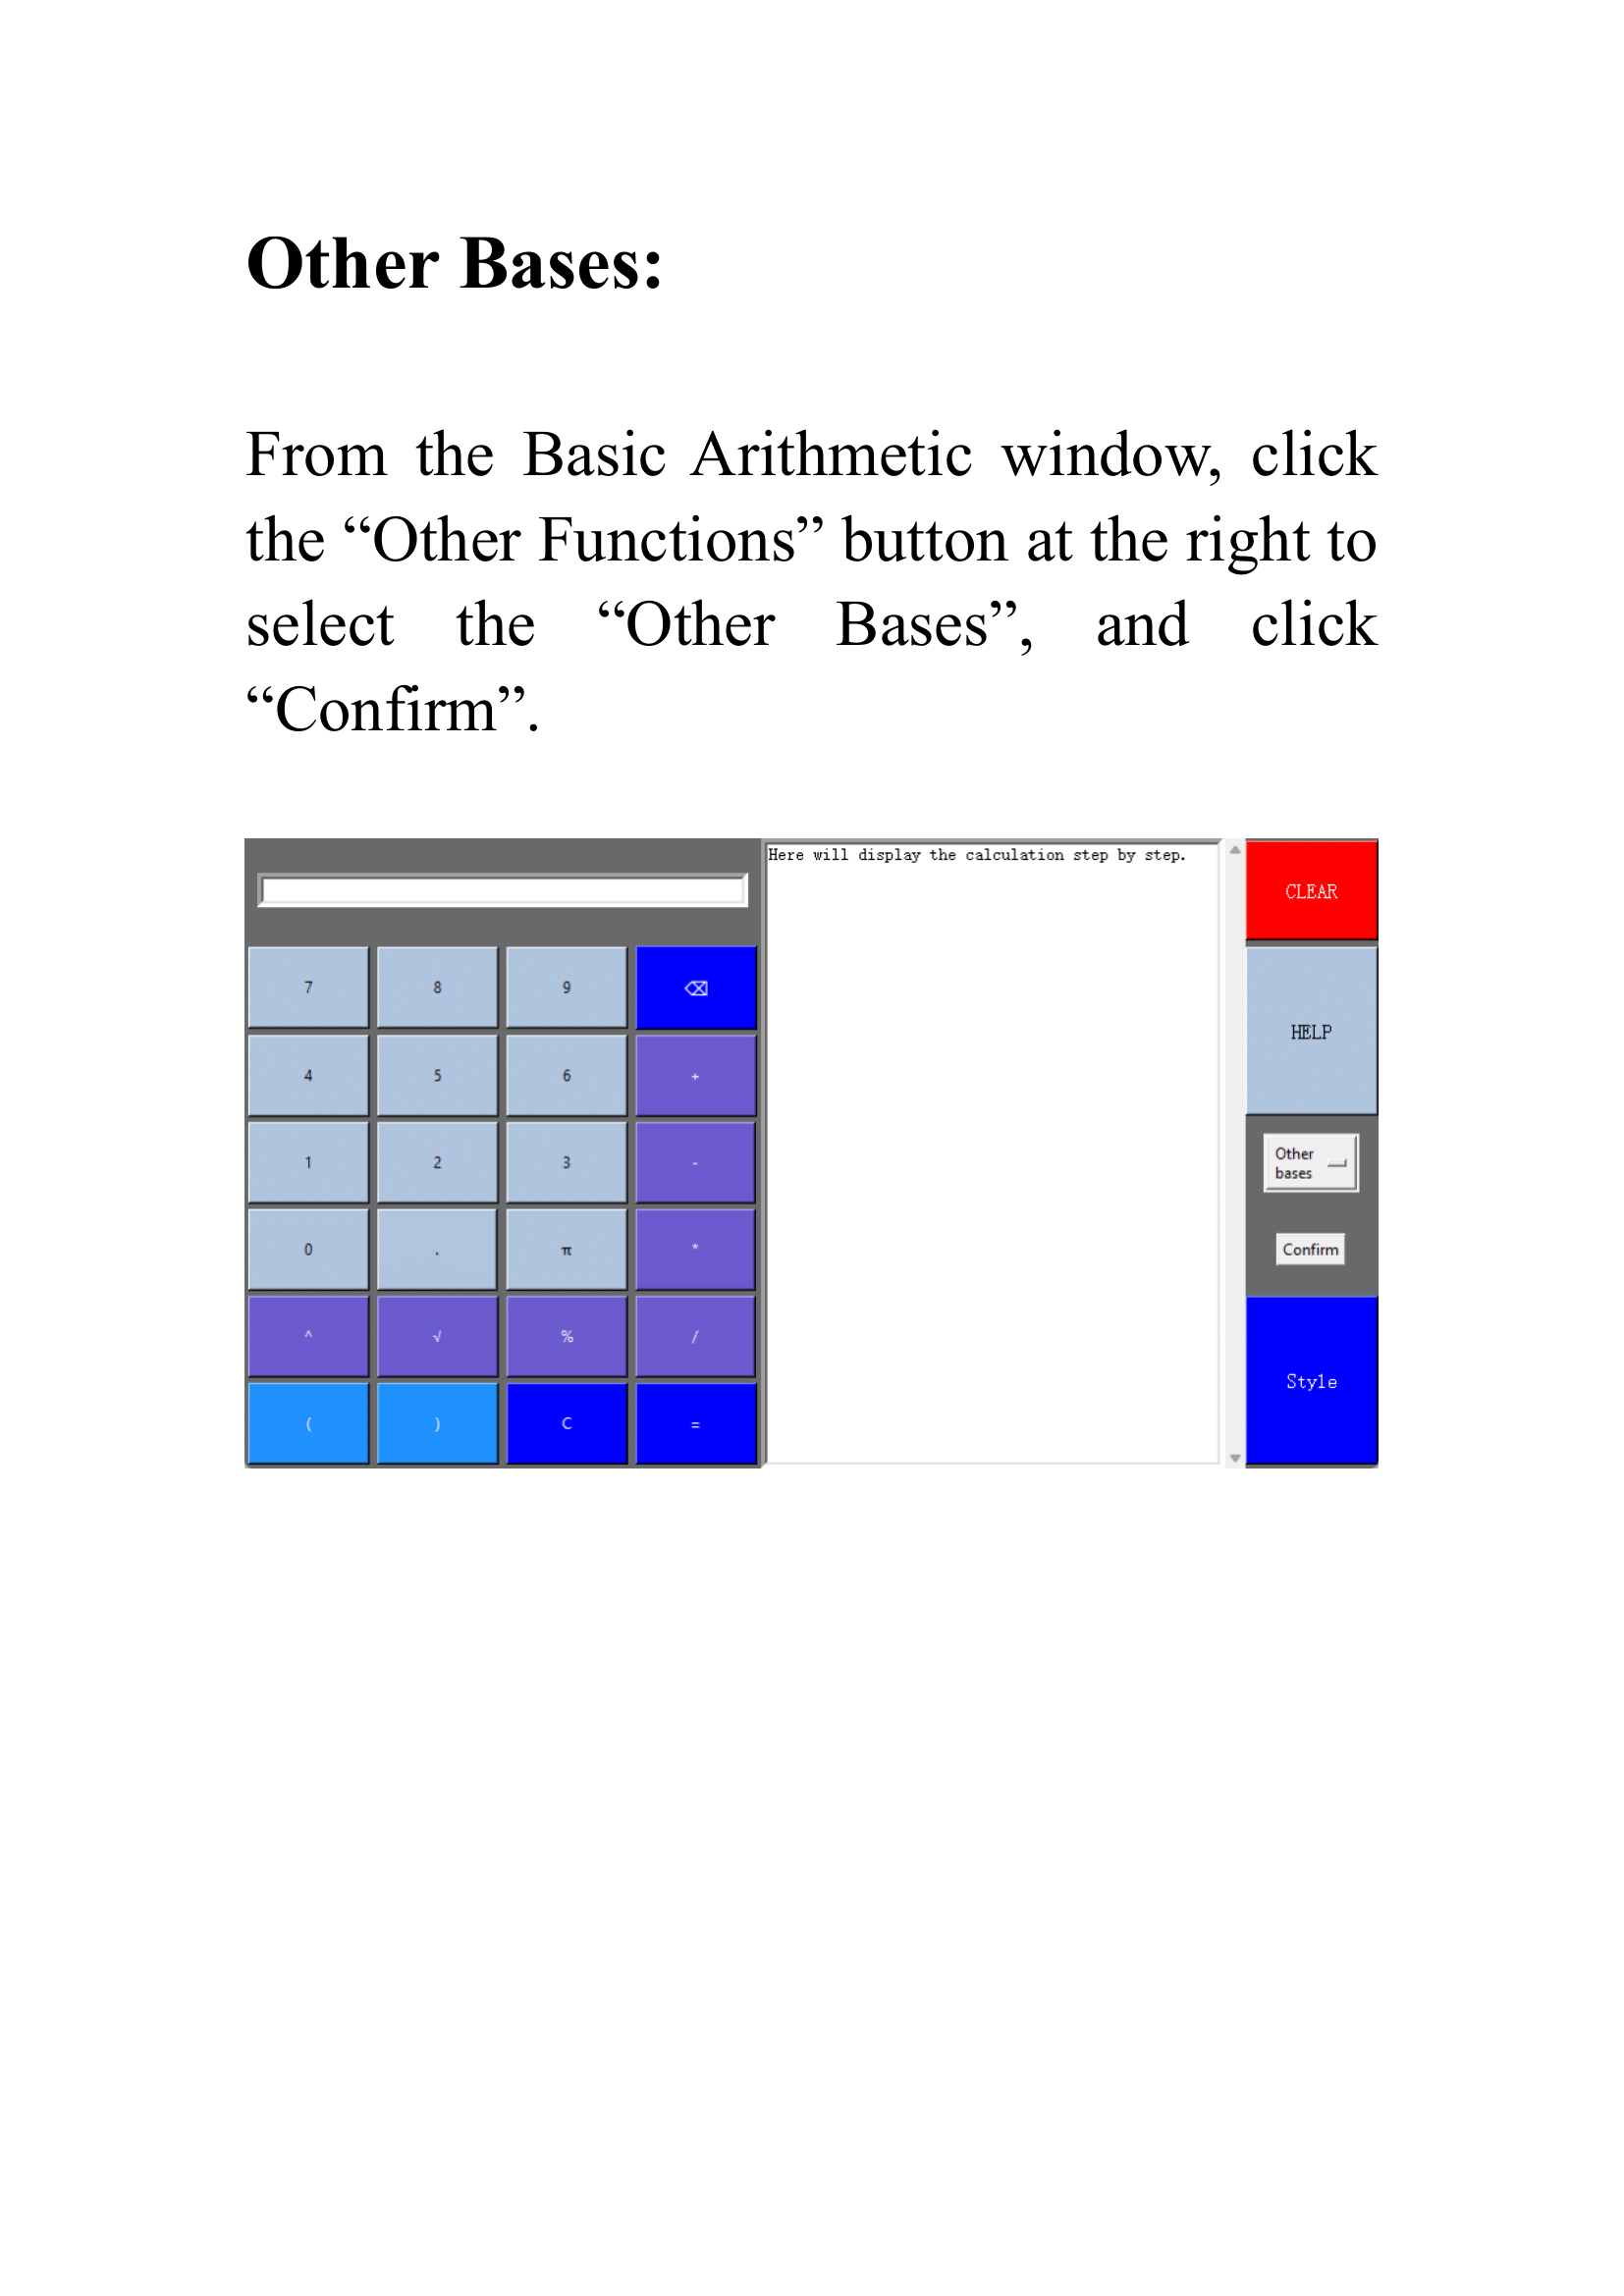 Other Bases:
From the Basic Arithmetic window, click
the “Other Functions” button at the right to
select the “Other Bases”, and click
“Confirm”.
Here will display the calculation step by step.
CLEAR
7 8 9 ⌫
HELP
4 5 6 +
1 2 3 -
Other
bases
0 . π *
Confirm
^ √ % /
Style
( ) C =